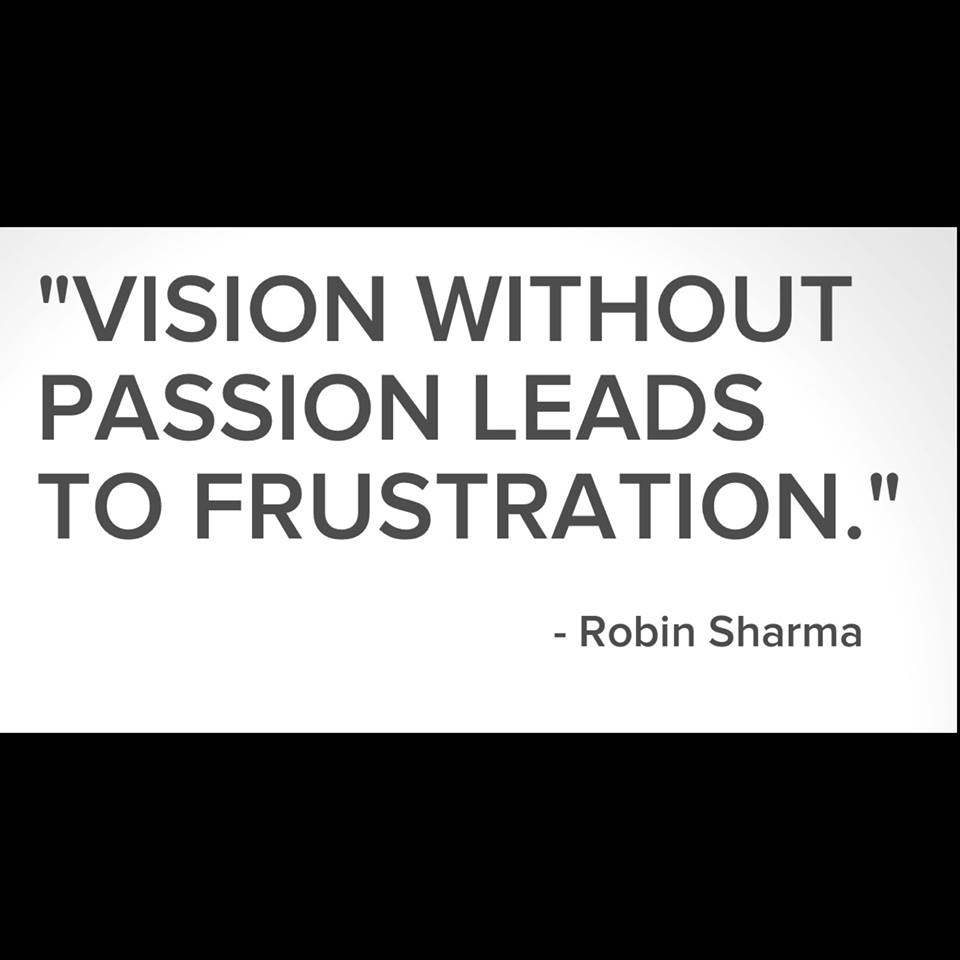 "VISION WITHOUT
PASSION LEADS
TO FRUSTRATION."
- Robin Sharma